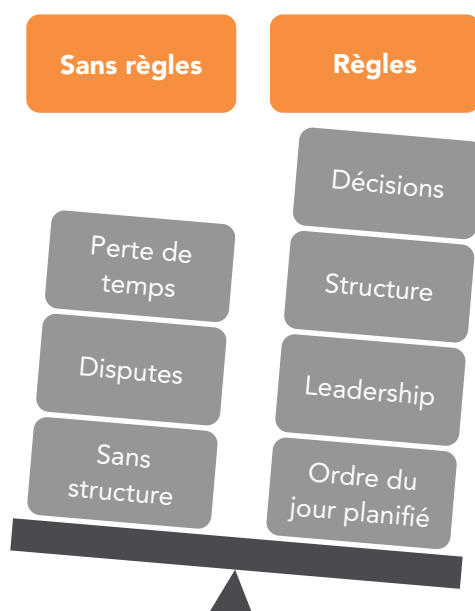 Sans règles
Règles
Perte de
temps
Disputes
Sans
structure
Décisions
Structure
Leadership
Ordre du
jour planifié